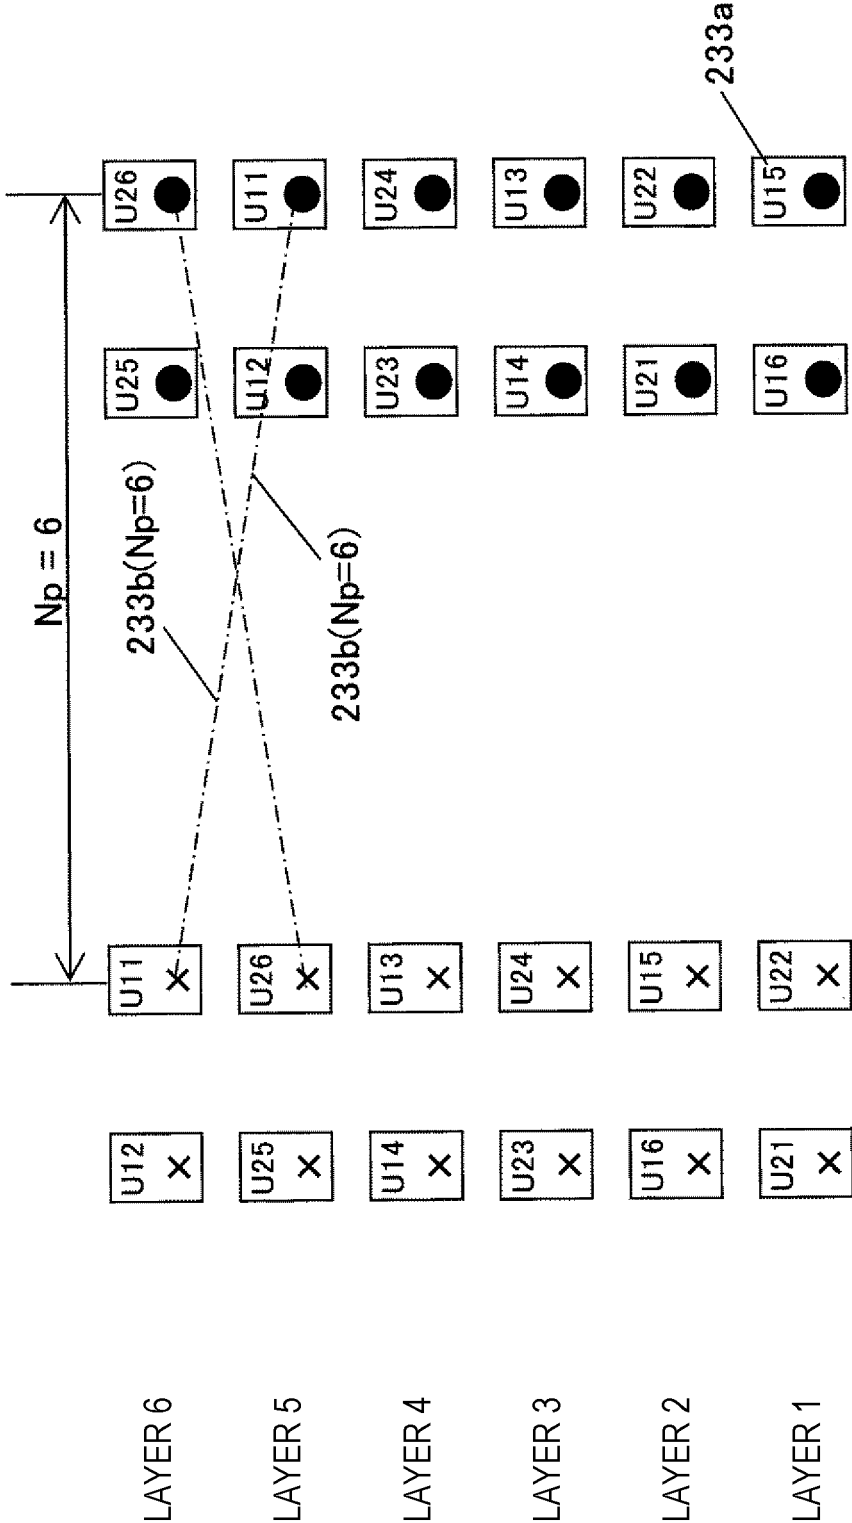 Np = 6
LAYER 6 U12 U11 U25 U26
233b(Np=6)
LAYER 5 U25 U26 U12 U11
233b(Np=6)
LAYER 4 U14 U13 U23 U24
LAYER 3 U23 U24 U14 U13
LAYER 2 U16 U15 U21 U22
LAYER 1 U21 U22 U16 U15
233a